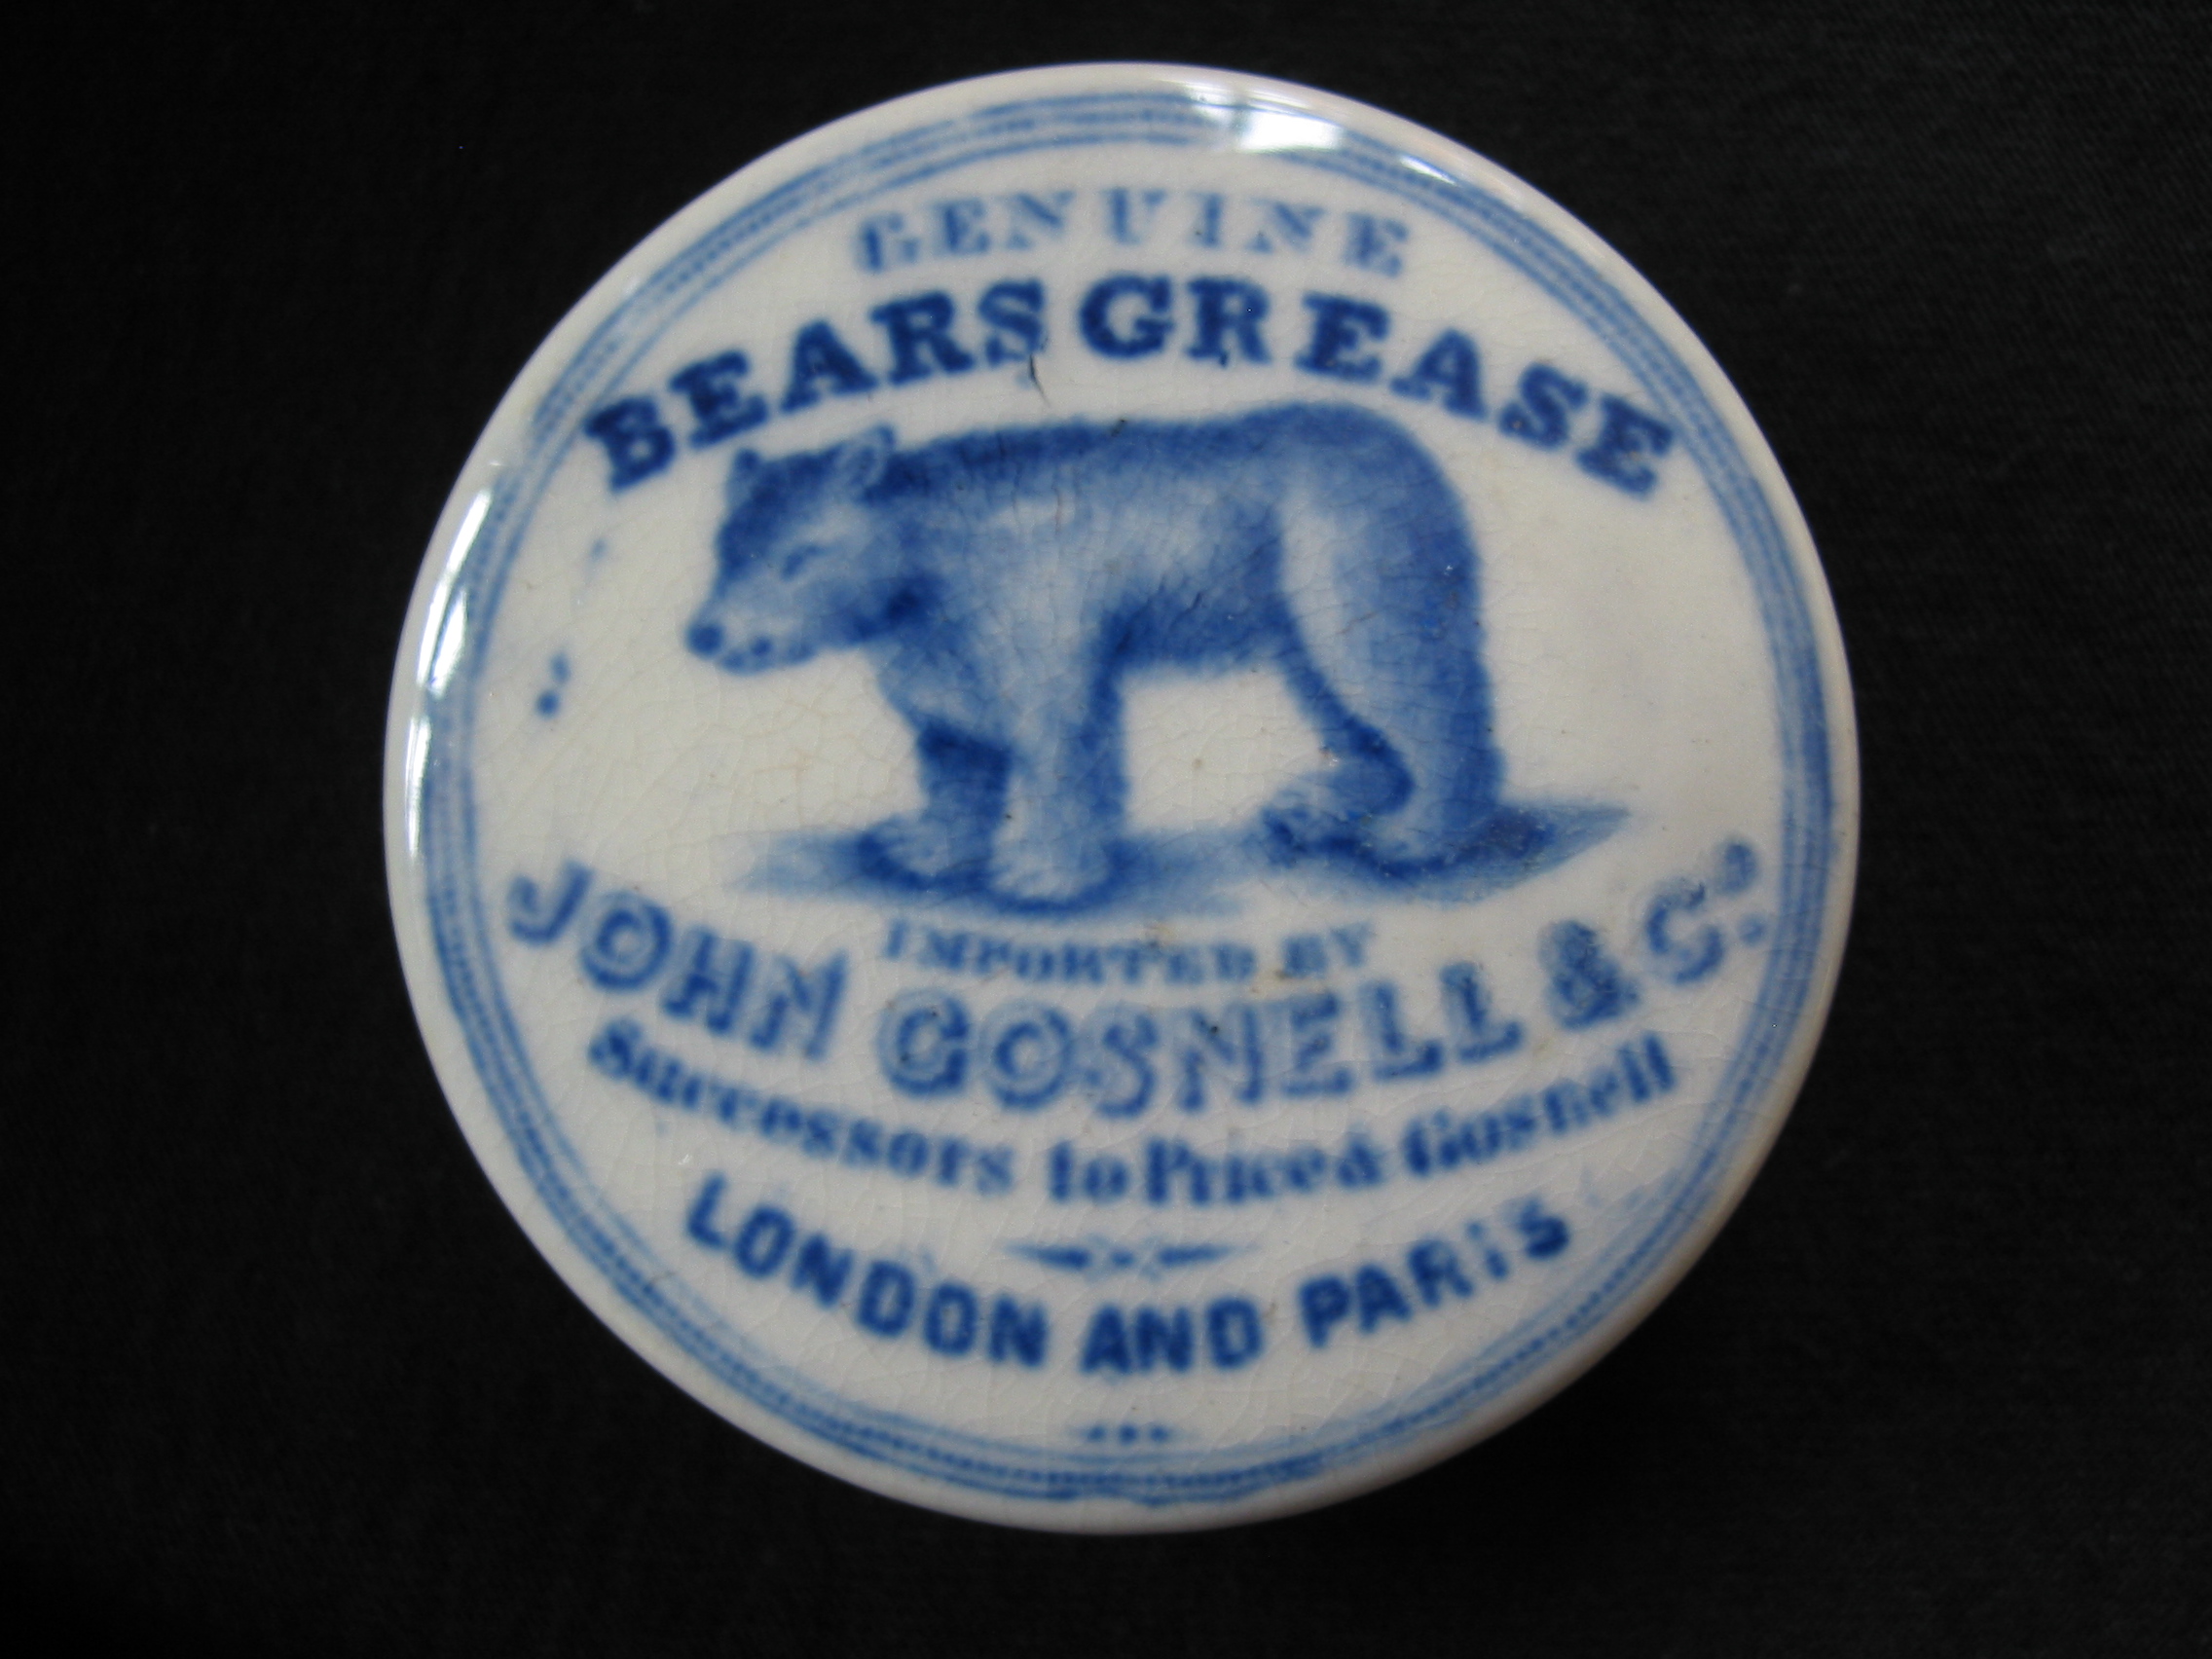 GENUINE
BEARS GREASE
IMPORTED BY
JOHN GOSNELL & Co.
Successors to Price & Gosnell
LONDON AND PARIS